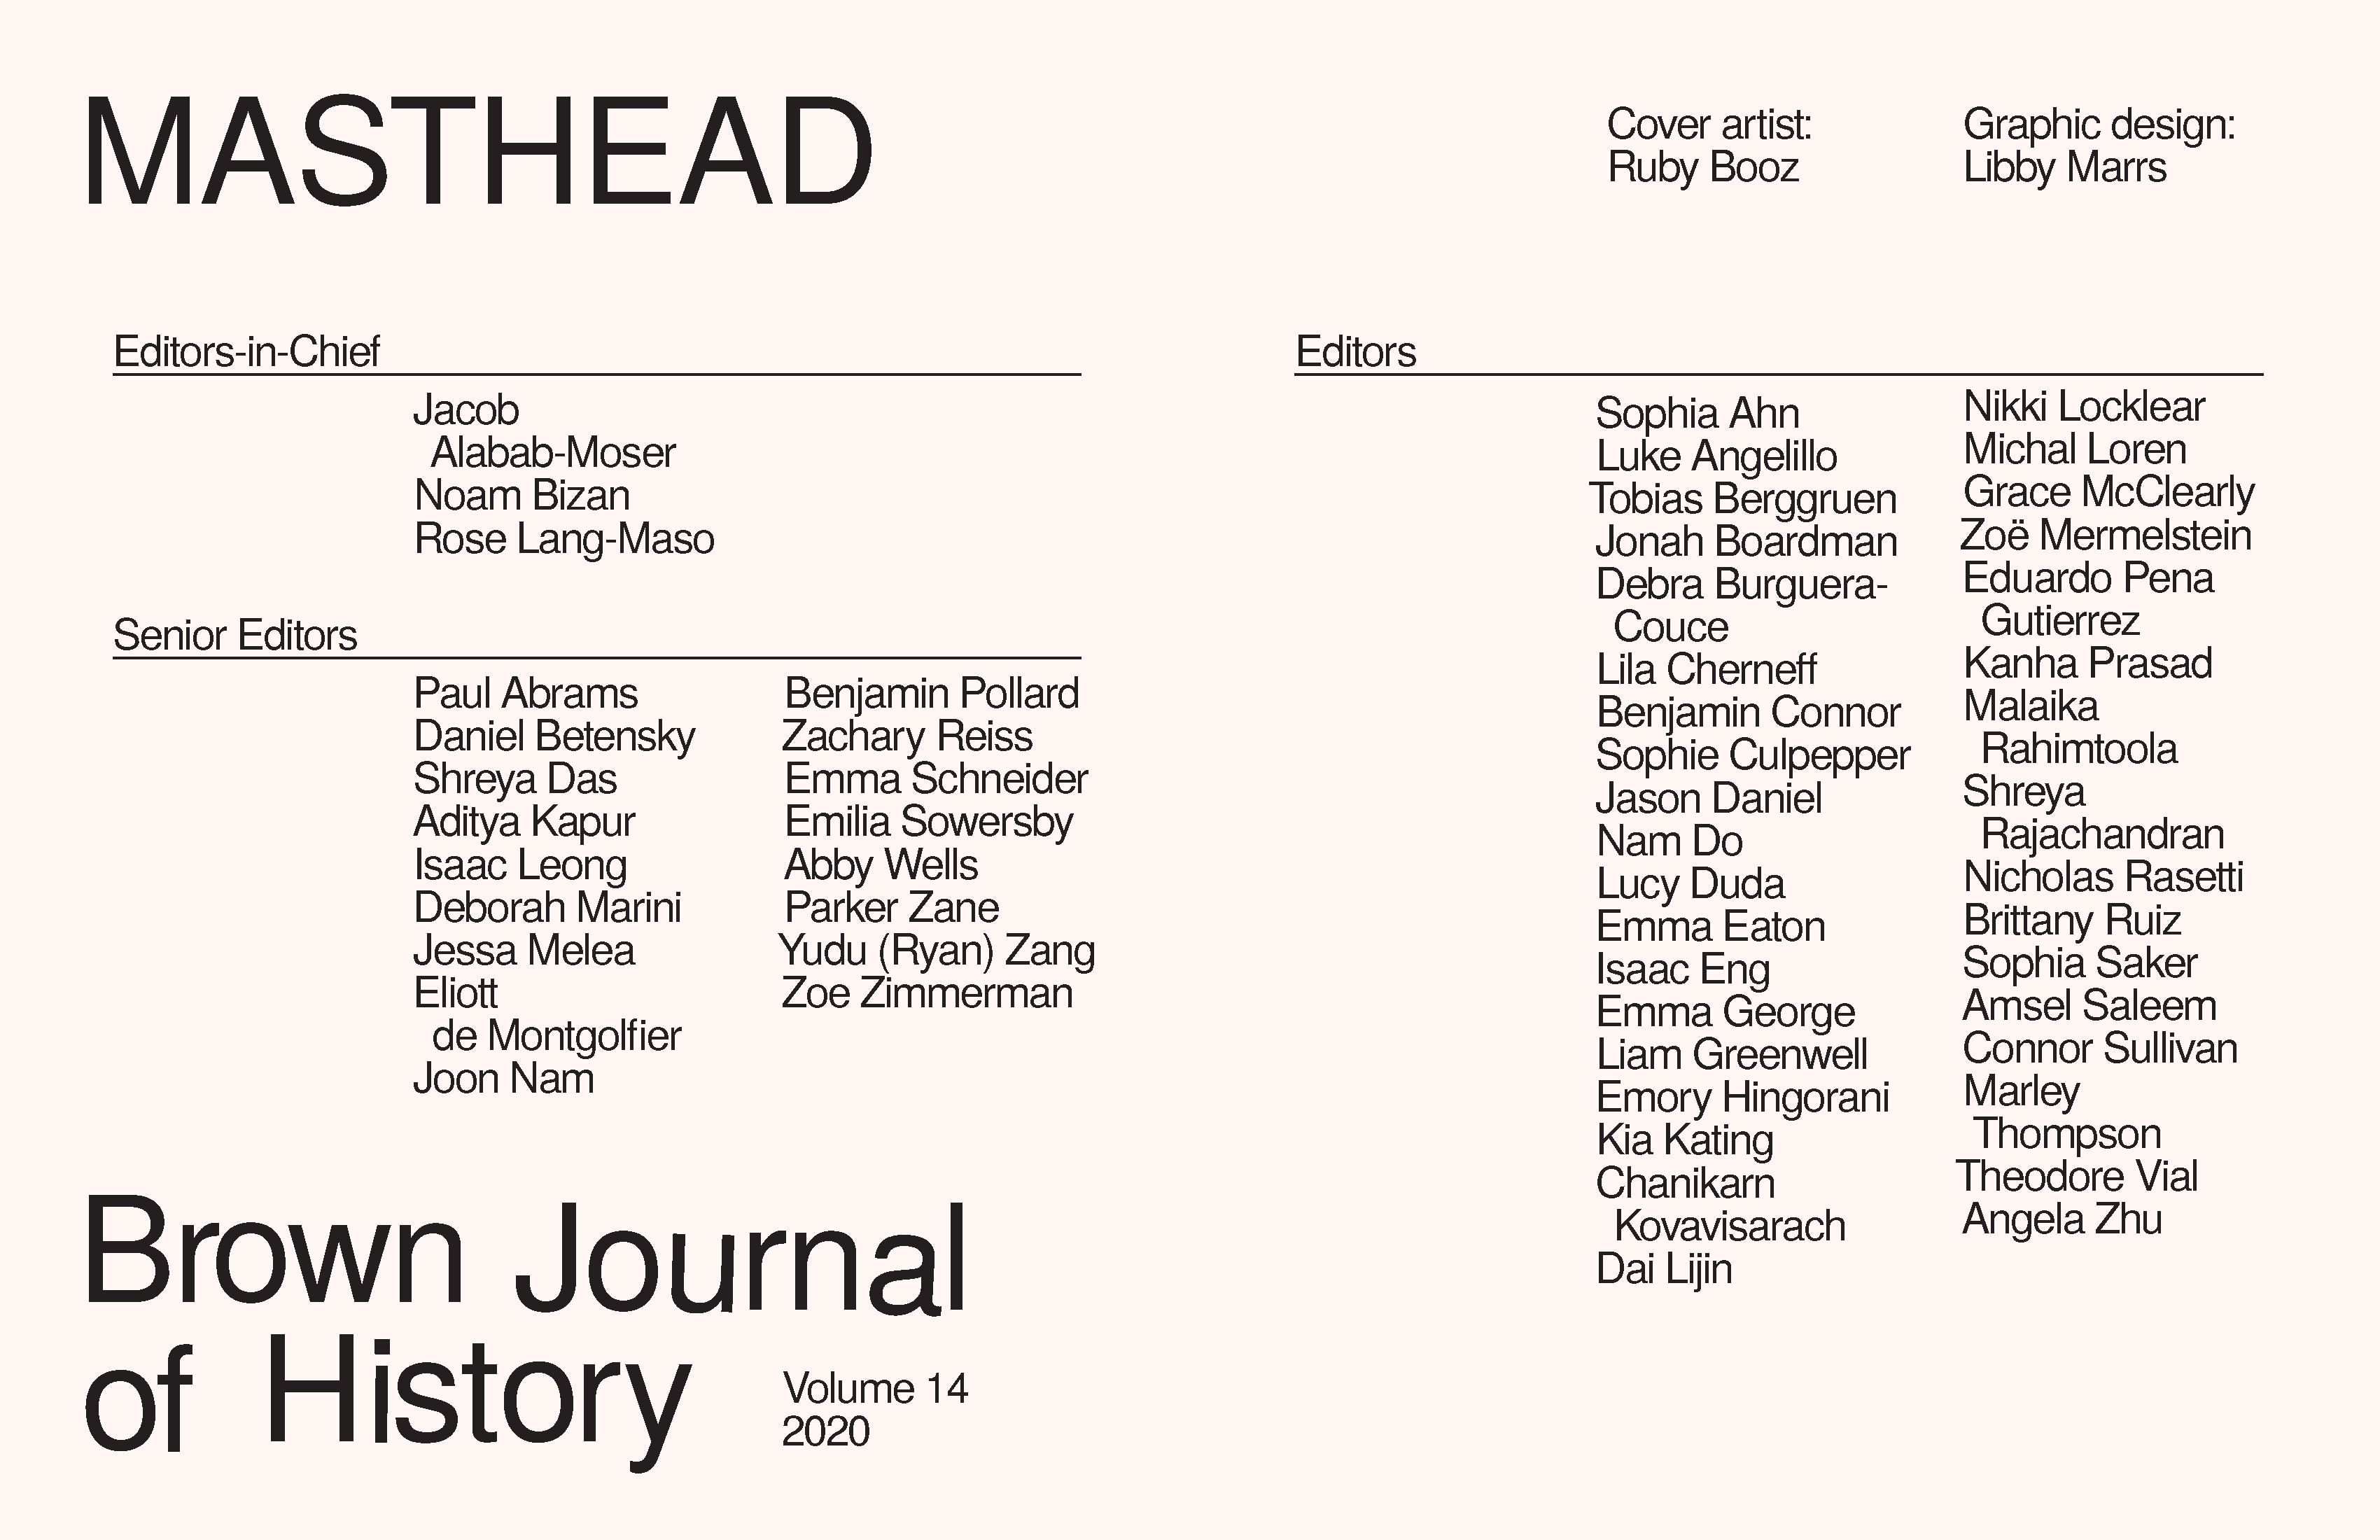 MASTHEAD
Cover artist:
Ruby Booz
Graphic design:
Libby Marrs
Editors-in-Chief
Jacob
Alabab-Moser
Noam Bizan
Rose Lang-Maso
Senior Editors
Paul Abrams
Daniel Betensky
Shreya Das
Aditya Kapur
Isaac Leong
Deborah Marini
Jessa Melea
Eliott
de Montgolfier
Joon Nam
Benjamin Pollard
Zachary Reiss
Emma Schneider
Emilia Sowersby
Abby Wells
Parker Zane
Yudu (Ryan) Zang
Zoe Zimmerman
Brown Journal
of History
Volume 14
2020
Editors
Sophia Ahn
Luke Angelillo
Tobias Berggruen
Jonah Boardman
Debra Burguera-
Couce
Lila Cherneff
Benjamin Connor
Sophie Culpepper
Jason Daniel
Nam Do
Lucy Duda
Emma Eaton
Isaac Eng
Emma George
Liam Greenwell
Emory Hingorani
Kia Kating
Chanikarn
Kovavisarach
Dai Lijin
Nikki Locklear
Michal Loren
Grace McClearly
Zoë Mermelstein
Eduardo Pena
Gutierrez
Kanha Prasad
Malaika
Rahimtoola
Shreya
Rajachandran
Nicholas Rasetti
Brittany Ruiz
Sophia Saker
Amsel Saleem
Connor Sullivan
Marley
Thompson
Theodore Vial
Angela Zhu